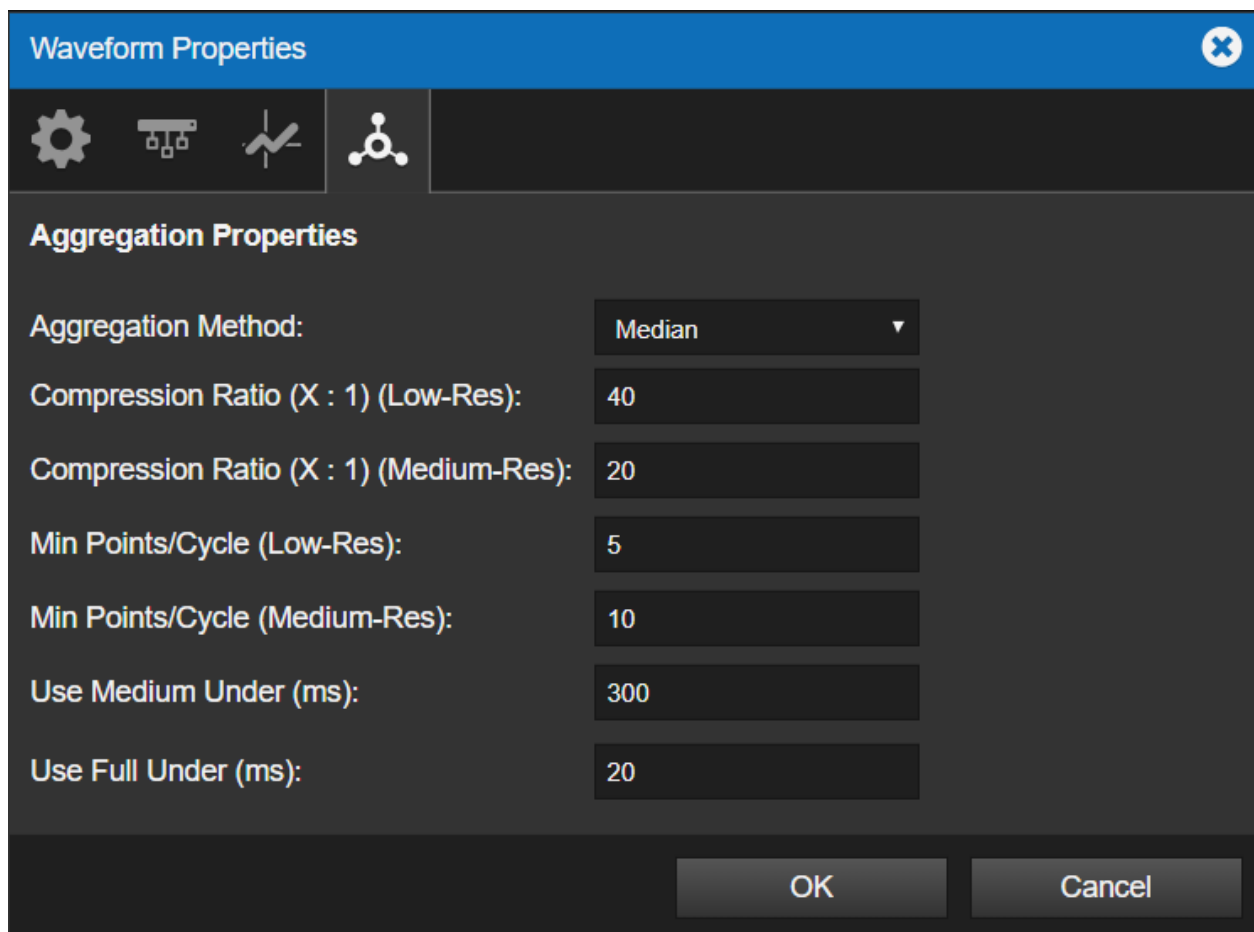 Waveform Properties
Aggregation Properties
Aggregation Method: Median
Compression Ratio (X : 1) (Low-Res): 40
Compression Ratio (X : 1) (Medium-Res): 20
Min Points/Cycle (Low-Res): 5
Min Points/Cycle (Medium-Res): 10
Use Medium Under (ms): 300
Use Full Under (ms): 20
OK Cancel